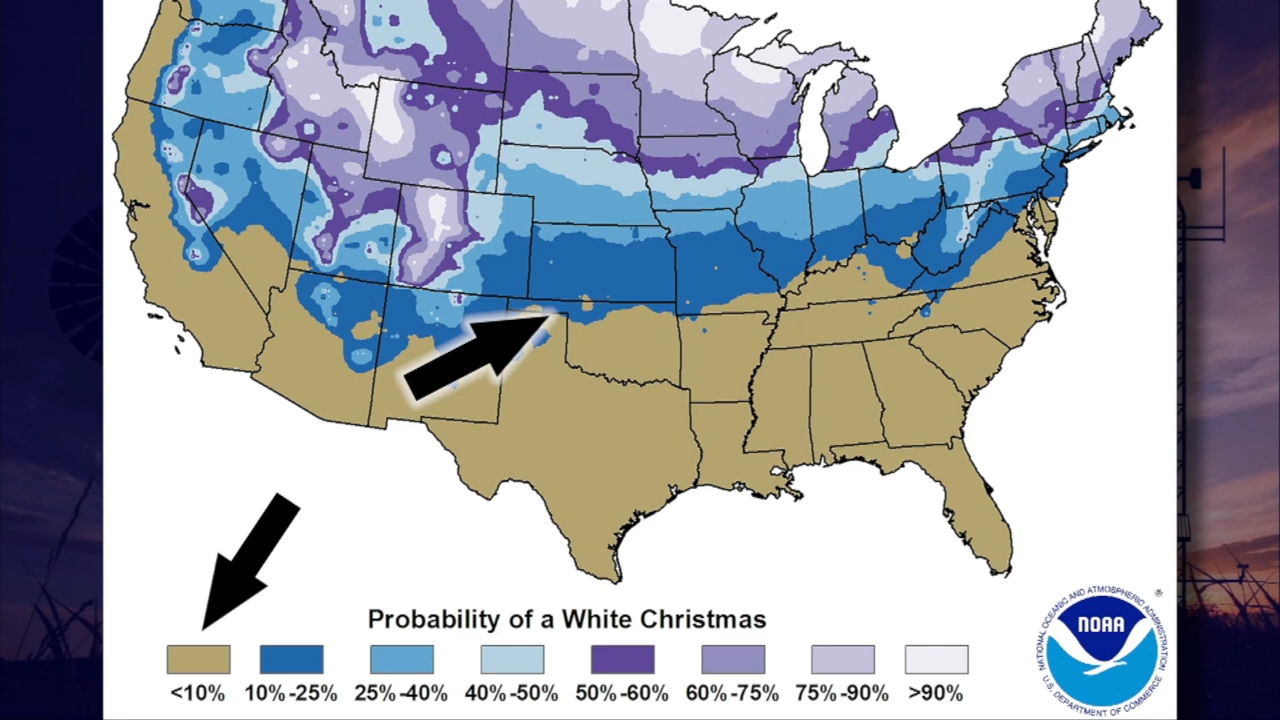 Probability of a White Christmas
<10% 10%-25% 25%-40% 40%-50% 50%-60% 60%-75% 75%-90% >90%
NATIONAL OCEANIC AND ATMOSPHERIC ADMINISTRATION
®
NOAA
U.S. DEPARTMENT OF COMMERCE